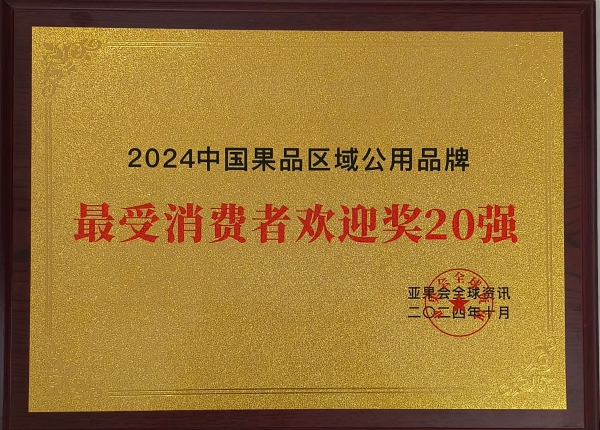 2024中国果品区域公用品牌
最受消费者欢迎奖20强
亚果会全球资讯
二〇二四年十月